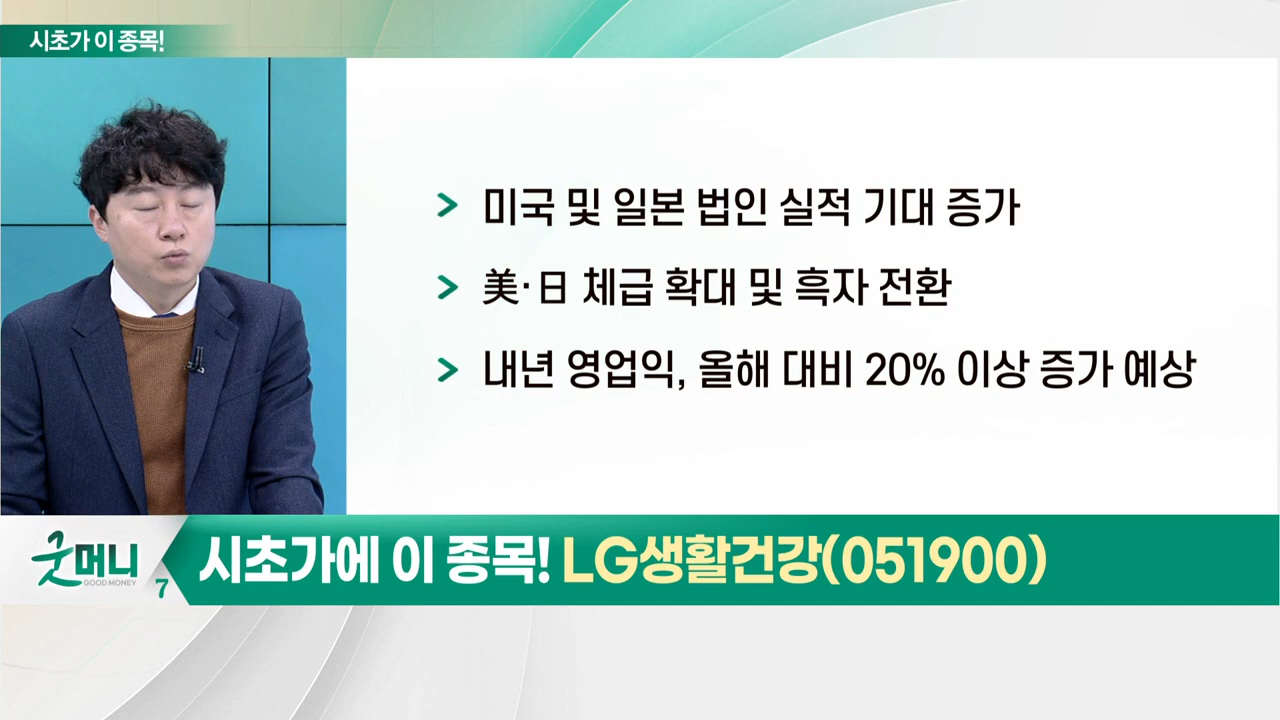 시초가 이 종목!
> 미국 및 일본 법인 실적 기대 증가
> 美·日 체급 확대 및 흑자 전환
> 내년 영업익, 올해 대비 20% 이상 증가 예상
굿머니
GOOD MONEY
7
시초가에 이 종목! LG생활건강(051900)